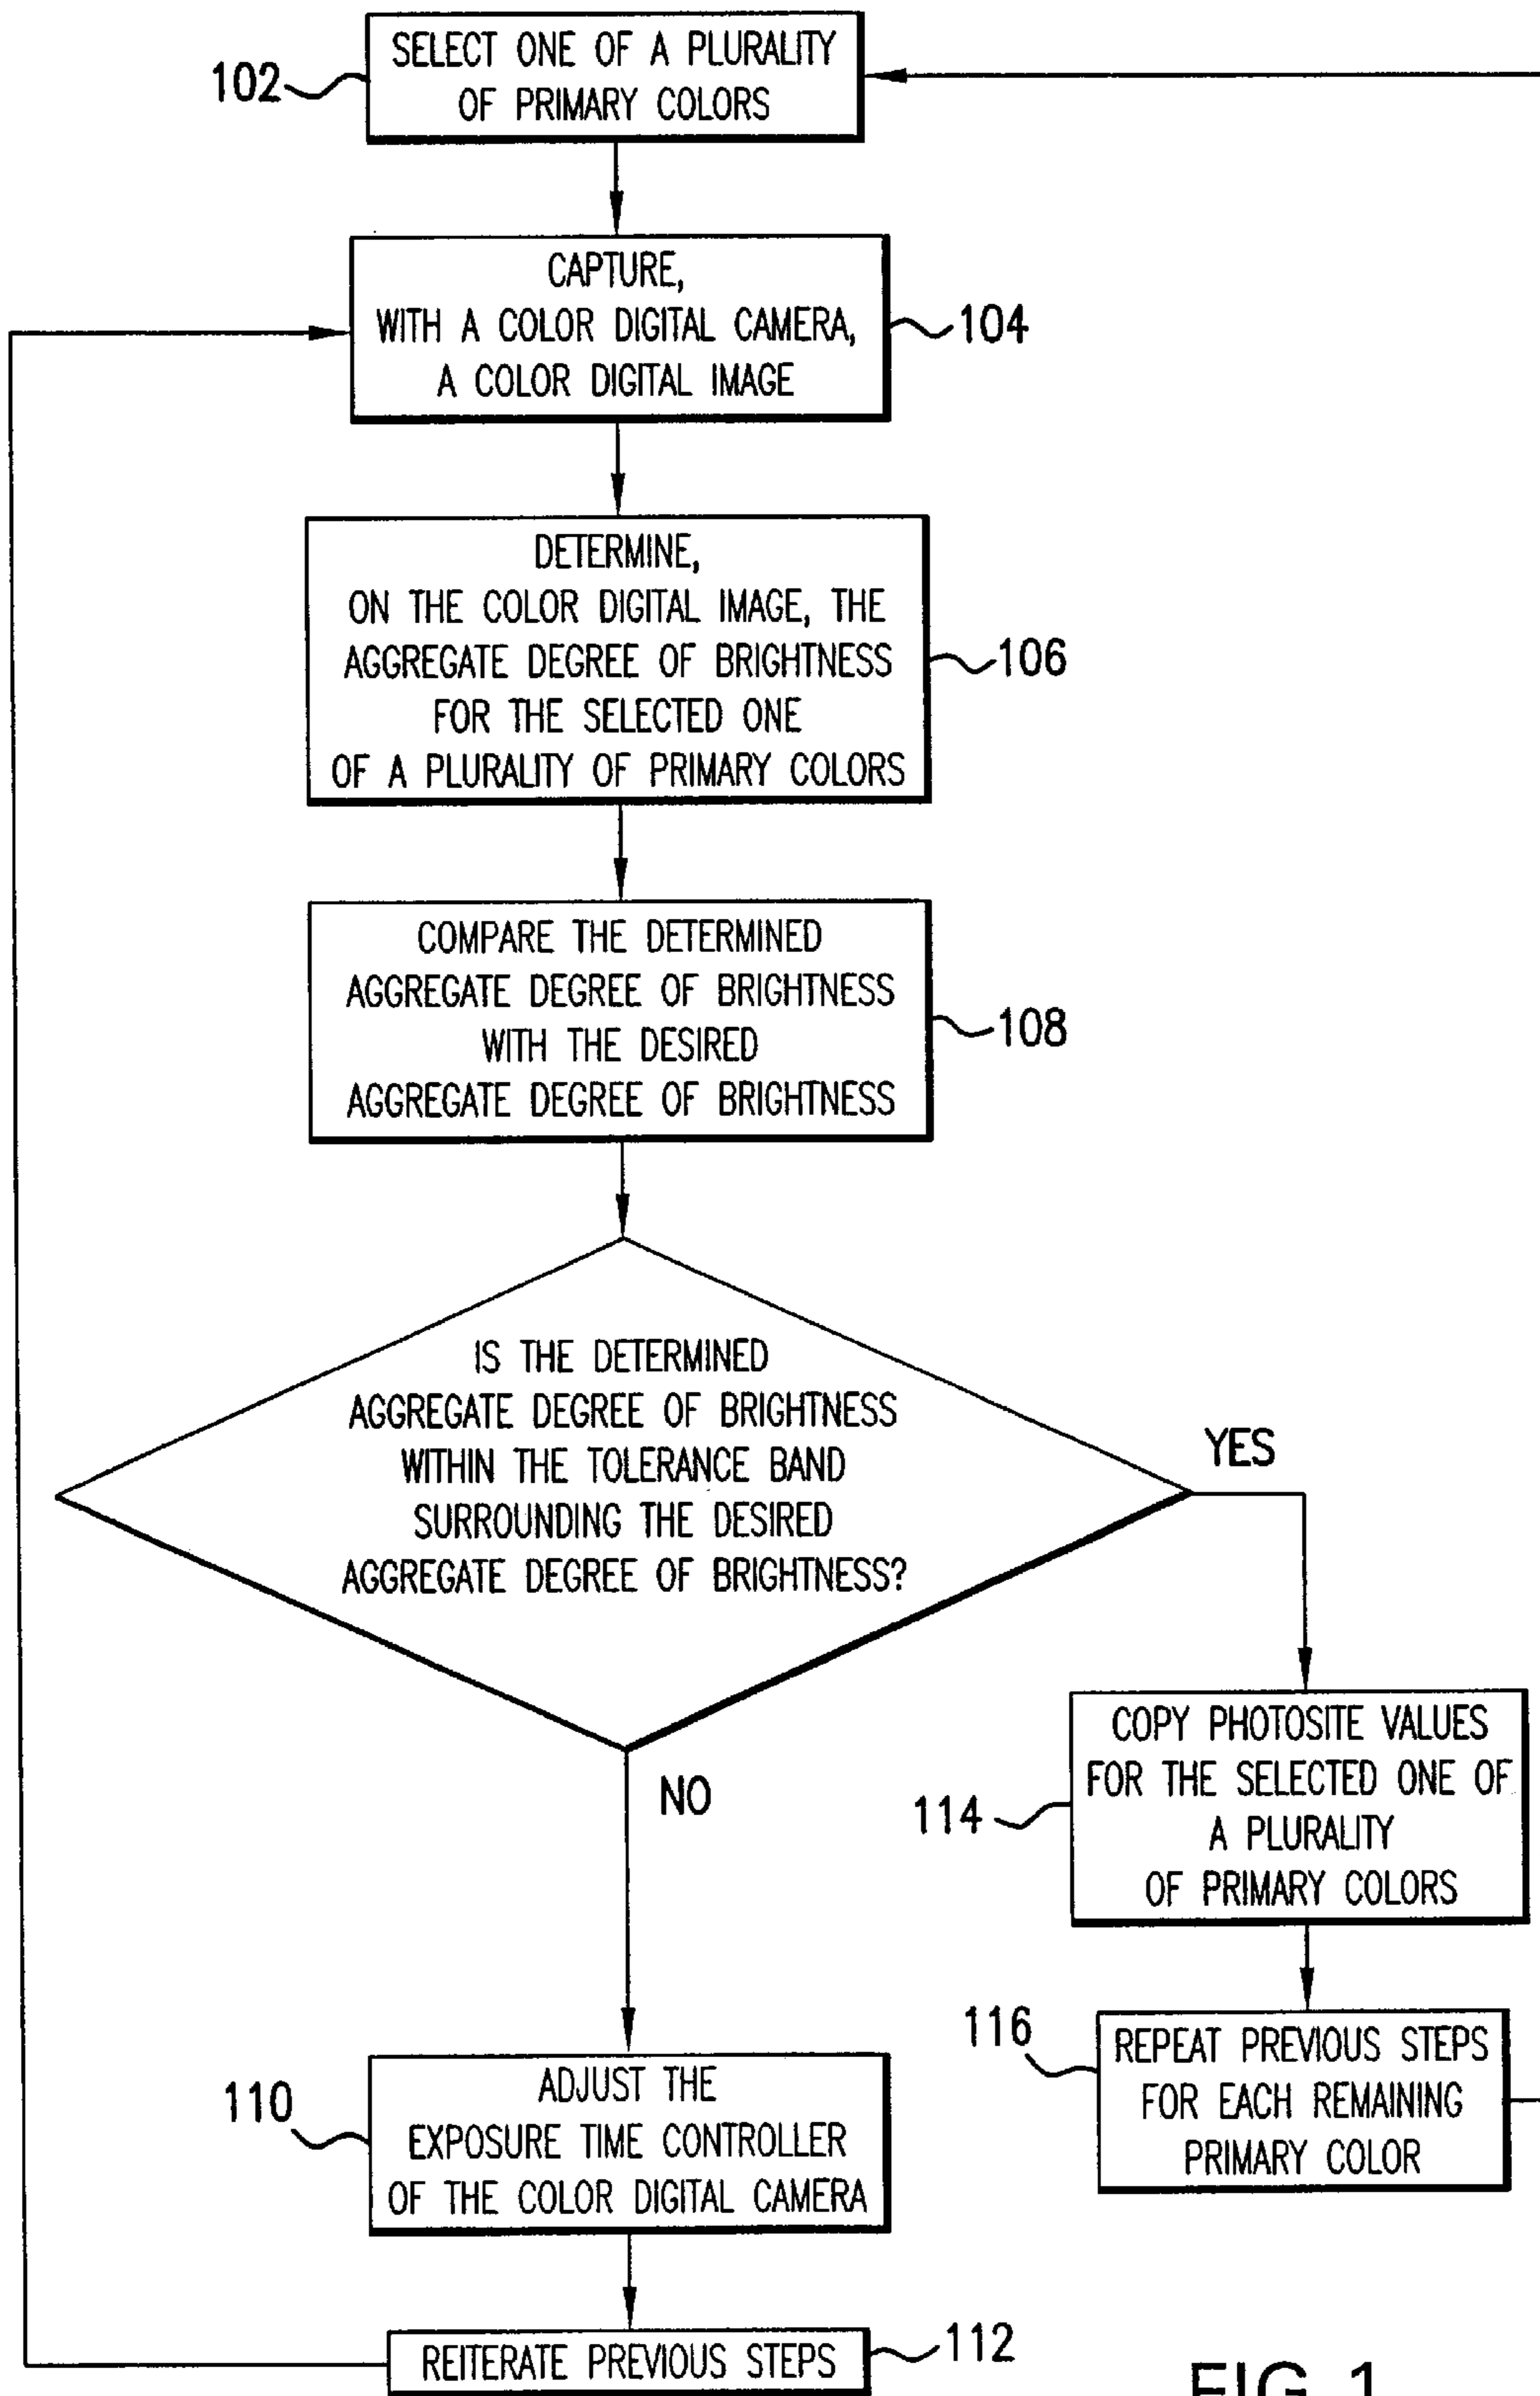 SELECT ONE OF A PLURALITY
OF PRIMARY COLORS
102
CAPTURE,
WITH A COLOR DIGITAL CAMERA,
A COLOR DIGITAL IMAGE
104
DETERMINE,
ON THE COLOR DIGITAL IMAGE, THE
AGGREGATE DEGREE OF BRIGHTNESS
FOR THE SELECTED ONE
OF A PLURALITY OF PRIMARY COLORS
106
COMPARE THE DETERMINED
AGGREGATE DEGREE OF BRIGHTNESS
WITH THE DESIRED
AGGREGATE DEGREE OF BRIGHTNESS
108
IS THE DETERMINED
AGGREGATE DEGREE OF BRIGHTNESS
WITHIN THE TOLERANCE BAND
SURROUNDING THE DESIRED
AGGREGATE DEGREE OF BRIGHTNESS?
YES
NO
COPY PHOTOSITE VALUES
FOR THE SELECTED ONE OF
A PLURALITY
OF PRIMARY COLORS
114
REPEAT PREVIOUS STEPS
FOR EACH REMAINING
PRIMARY COLOR
116
ADJUST THE
EXPOSURE TIME CONTROLLER
OF THE COLOR DIGITAL CAMERA
110
REITERATE PREVIOUS STEPS
112
FIG. 1